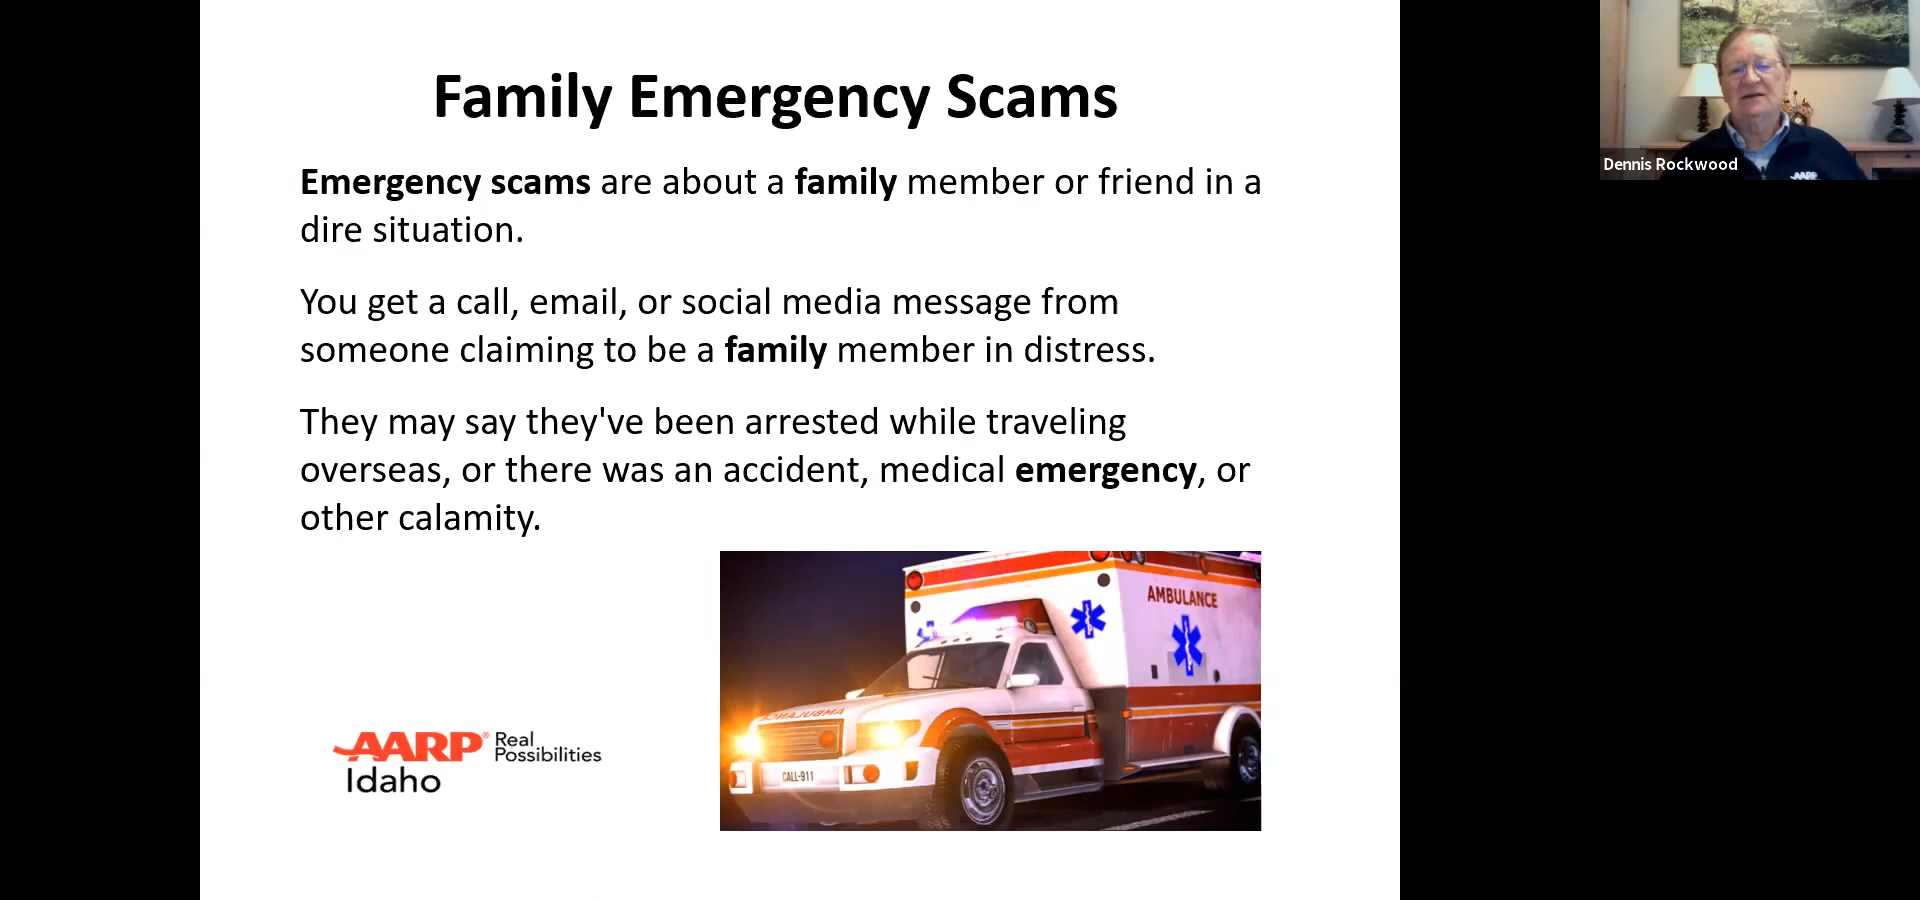 Family Emergency Scams
Emergency scams are about a family member or friend in a
dire situation.
You get a call, email, or social media message from
someone claiming to be a family member in distress.
They may say they've been arrested while traveling
overseas, or there was an accident, medical emergency, or
other calamity.
AMBULANCE
AMBULANCE
CALL-911
AARP® Real
Possibilities
Idaho
Dennis Rockwood
AARP